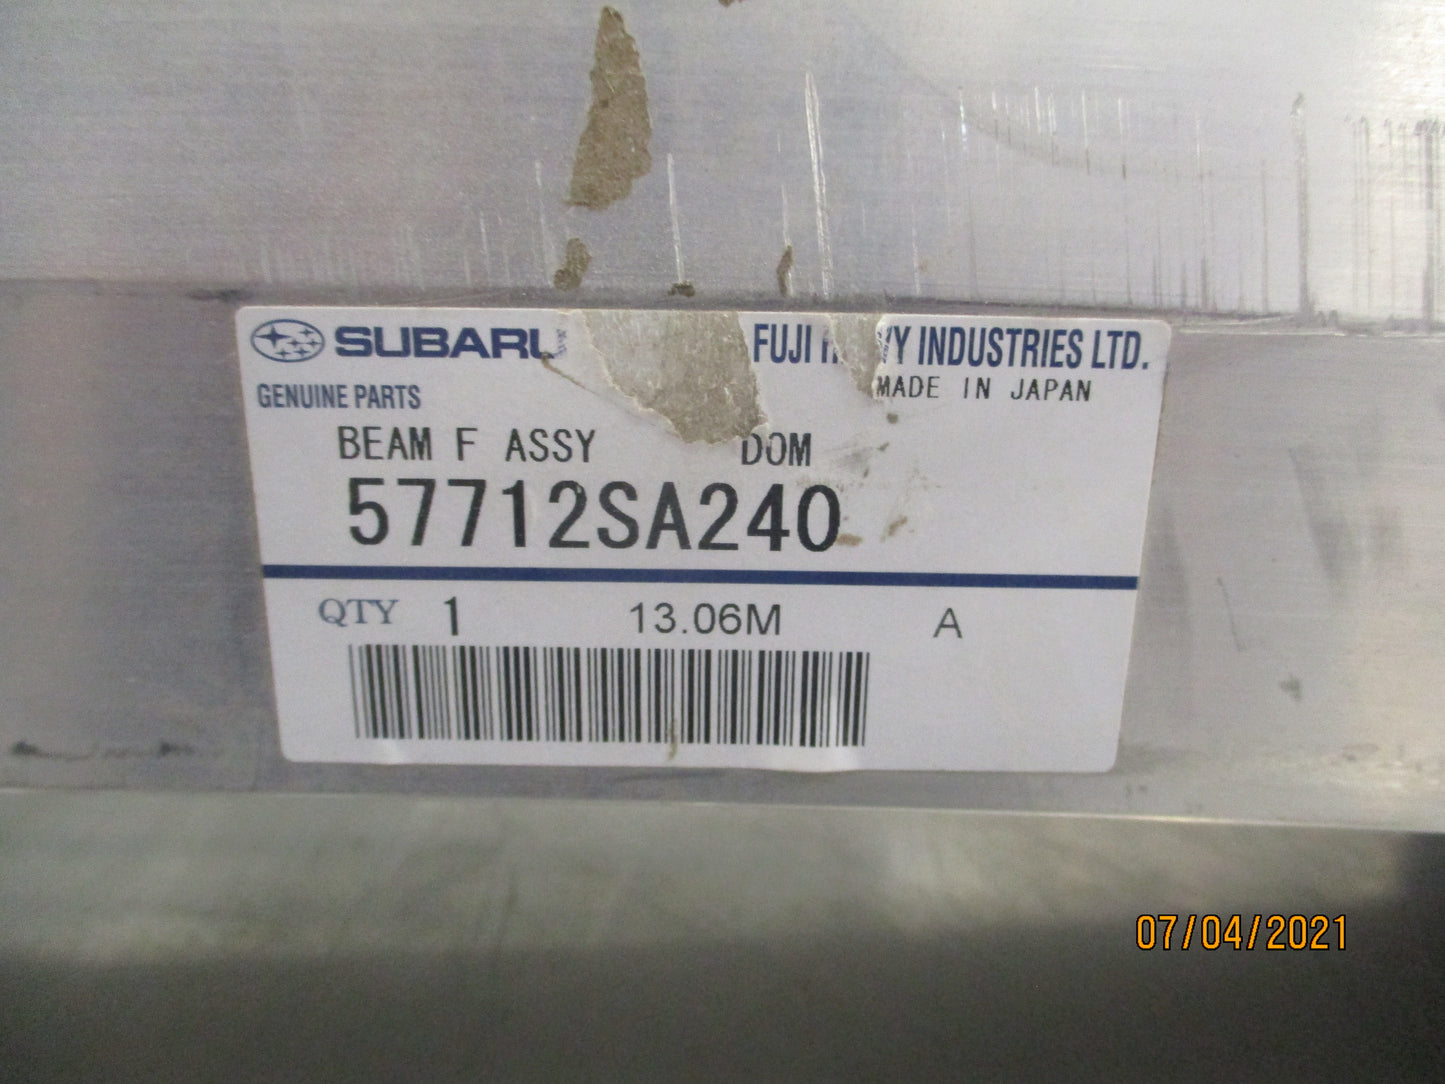 SUBARU FUJI INDUSTRIES LTD.
GENUINE PARTS MADE IN JAPAN
BEAM F ASSY DOM
57712SA240
QTY 1 13.06M A
07/04/2021